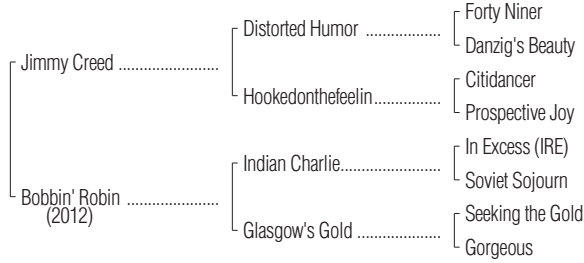 Forty Niner
Distorted Humor ..................
Danzig's Beauty
Jimmy Creed ........................
Citidancer
Hookedonthefeelin................
Prospective Joy
In Excess (IRE)
Indian Charlie........................
Soviet Sojourn
Bobbin' Robin ......................
(2012)
Seeking the Gold
Glasgow's Gold ....................
Gorgeous